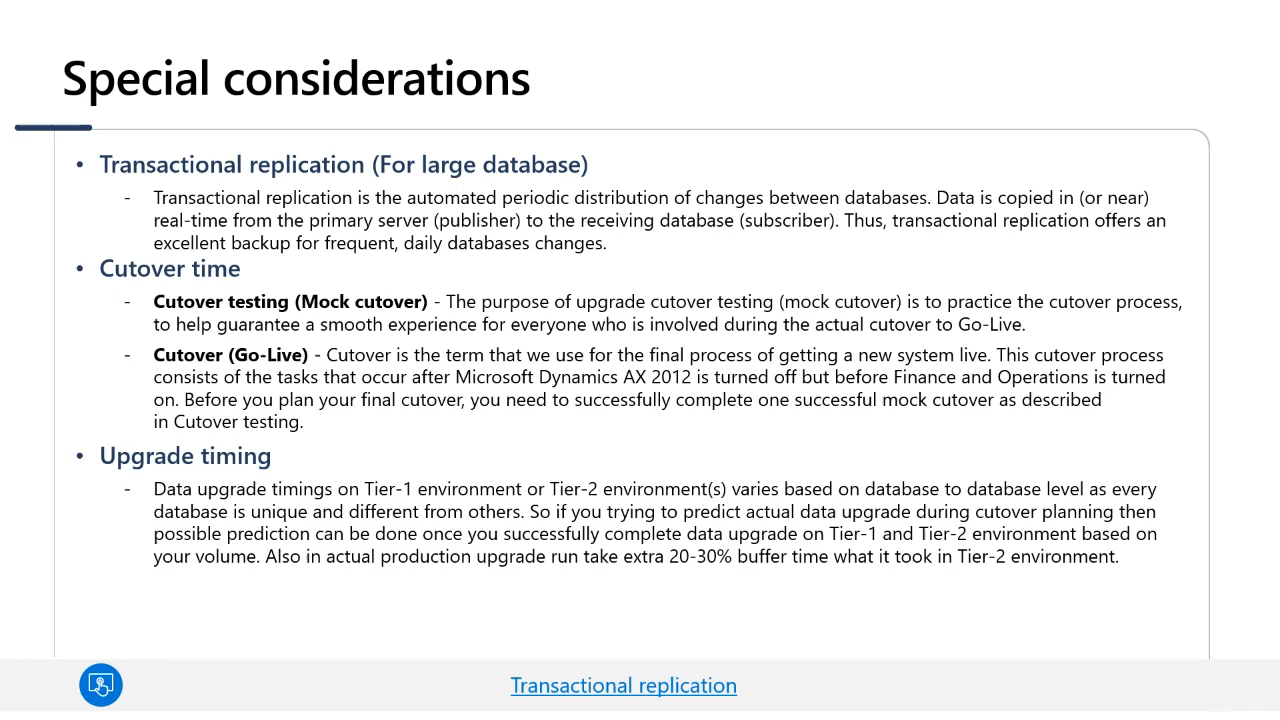 Special considerations
• Transactional replication (For large database)
- Transactional replication is the automated periodic distribution of changes between databases. Data is copied in (or near)
real-time from the primary server (publisher) to the receiving database (subscriber). Thus, transactional replication offers an
excellent backup for frequent, daily databases changes.
• Cutover time
- Cutover testing (Mock cutover) - The purpose of upgrade cutover testing (mock cutover) is to practice the cutover process,
to help guarantee a smooth experience for everyone who is involved during the actual cutover to Go-Live.
- Cutover (Go-Live) - Cutover is the term that we use for the final process of getting a new system live. This cutover process
consists of the tasks that occur after Microsoft Dynamics AX 2012 is turned off but before Finance and Operations is turned
on. Before you plan your final cutover, you need to successfully complete one successful mock cutover as described
in Cutover testing.
• Upgrade timing
- Data upgrade timings on Tier-1 environment or Tier-2 environment(s) varies based on database to database level as every
database is unique and different from others. So if you trying to predict actual data upgrade during cutover planning then
possible prediction can be done once you successfully complete data upgrade on Tier-1 and Tier-2 environment based on
your volume. Also in actual production upgrade run take extra 20-30% buffer time what it took in Tier-2 environment.
Transactional replication